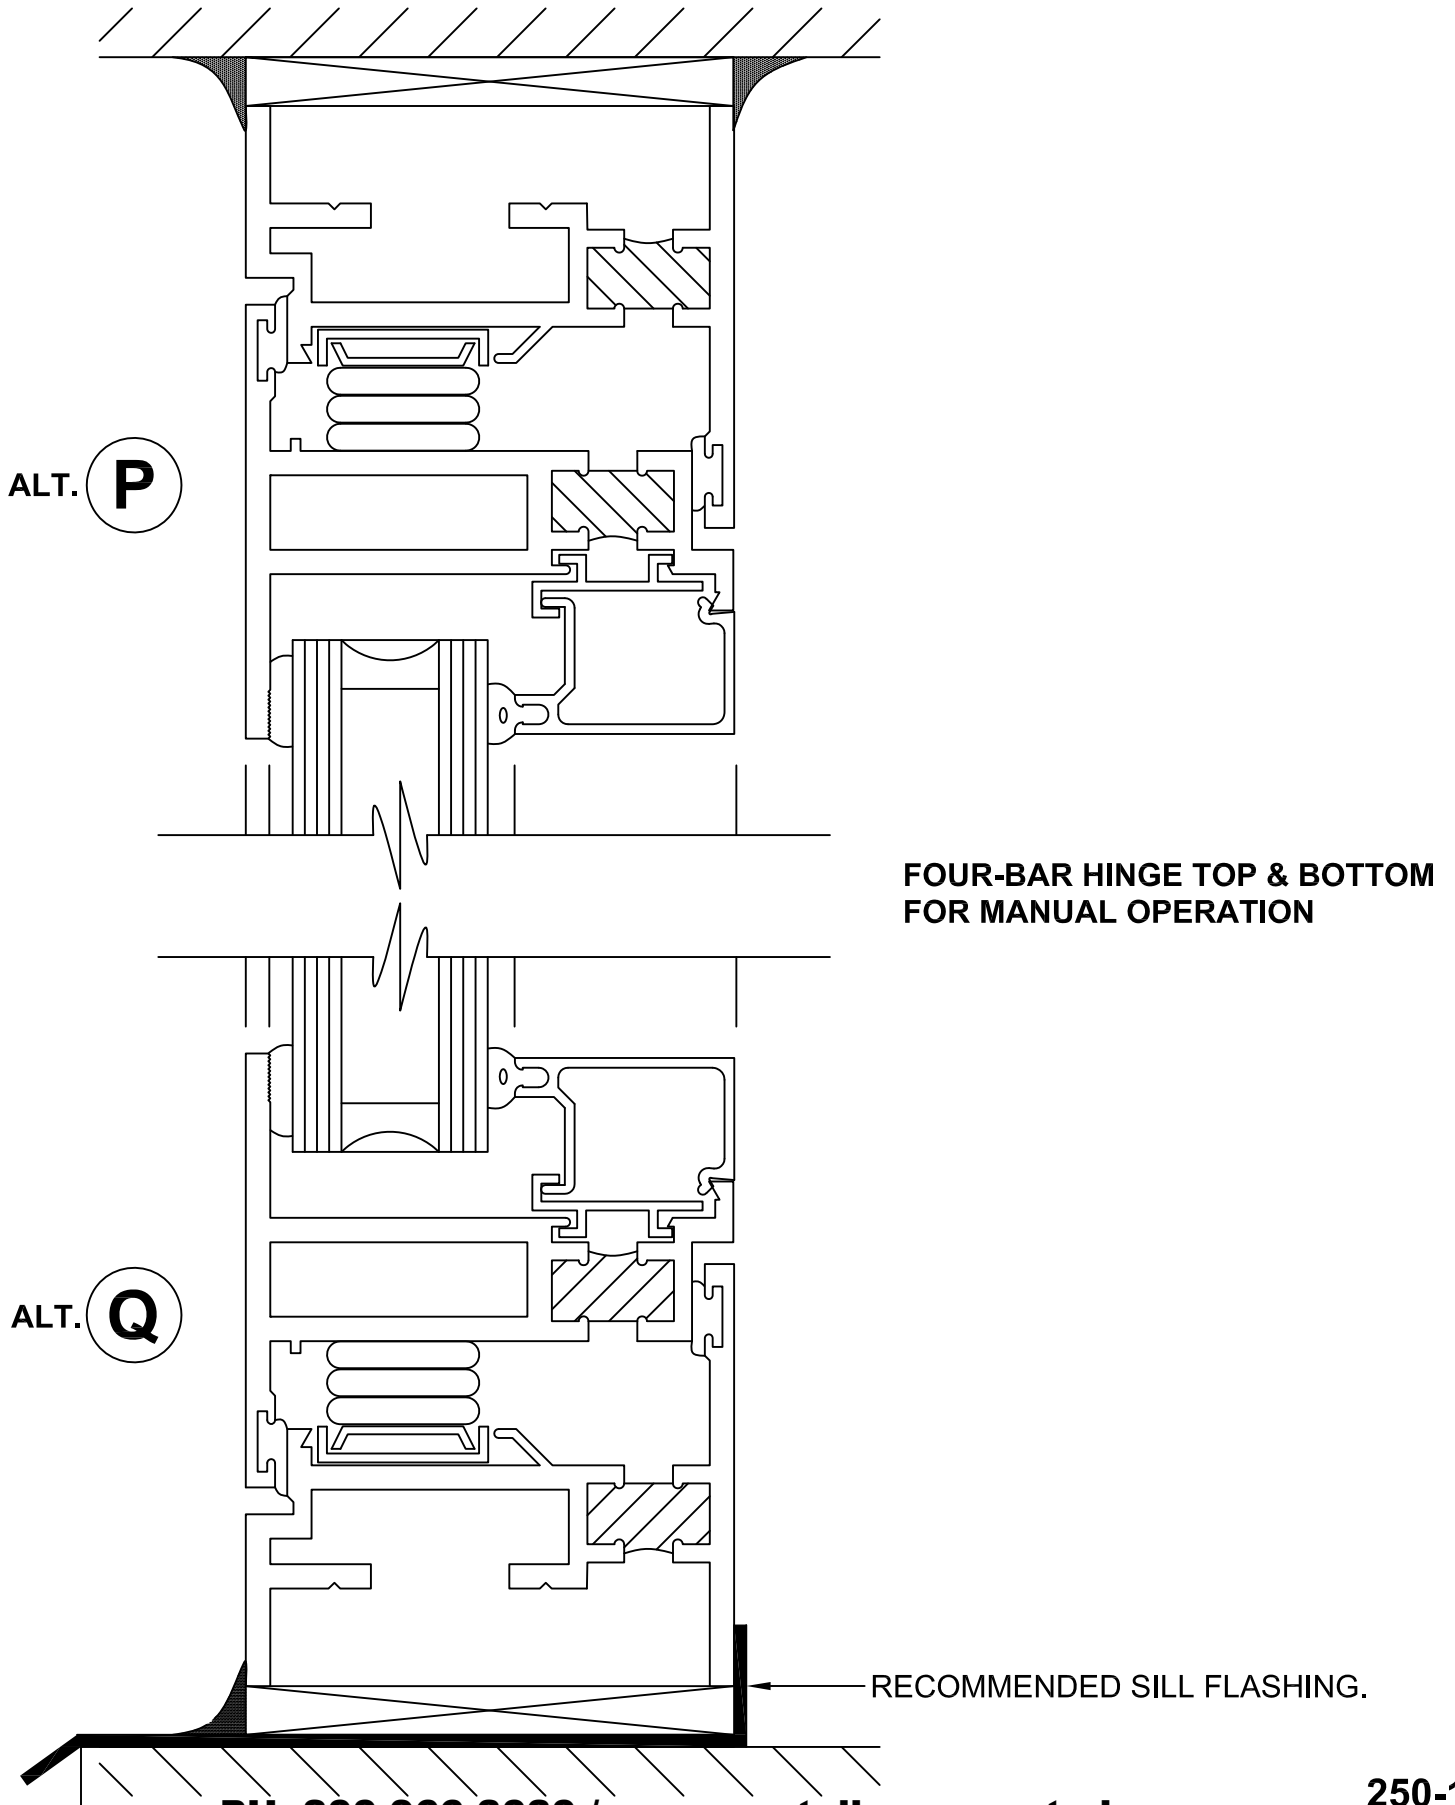 ALT. P
FOUR-BAR HINGE TOP & BOTTOM
FOR MANUAL OPERATION
ALT. Q
RECOMMENDED SILL FLASHING.